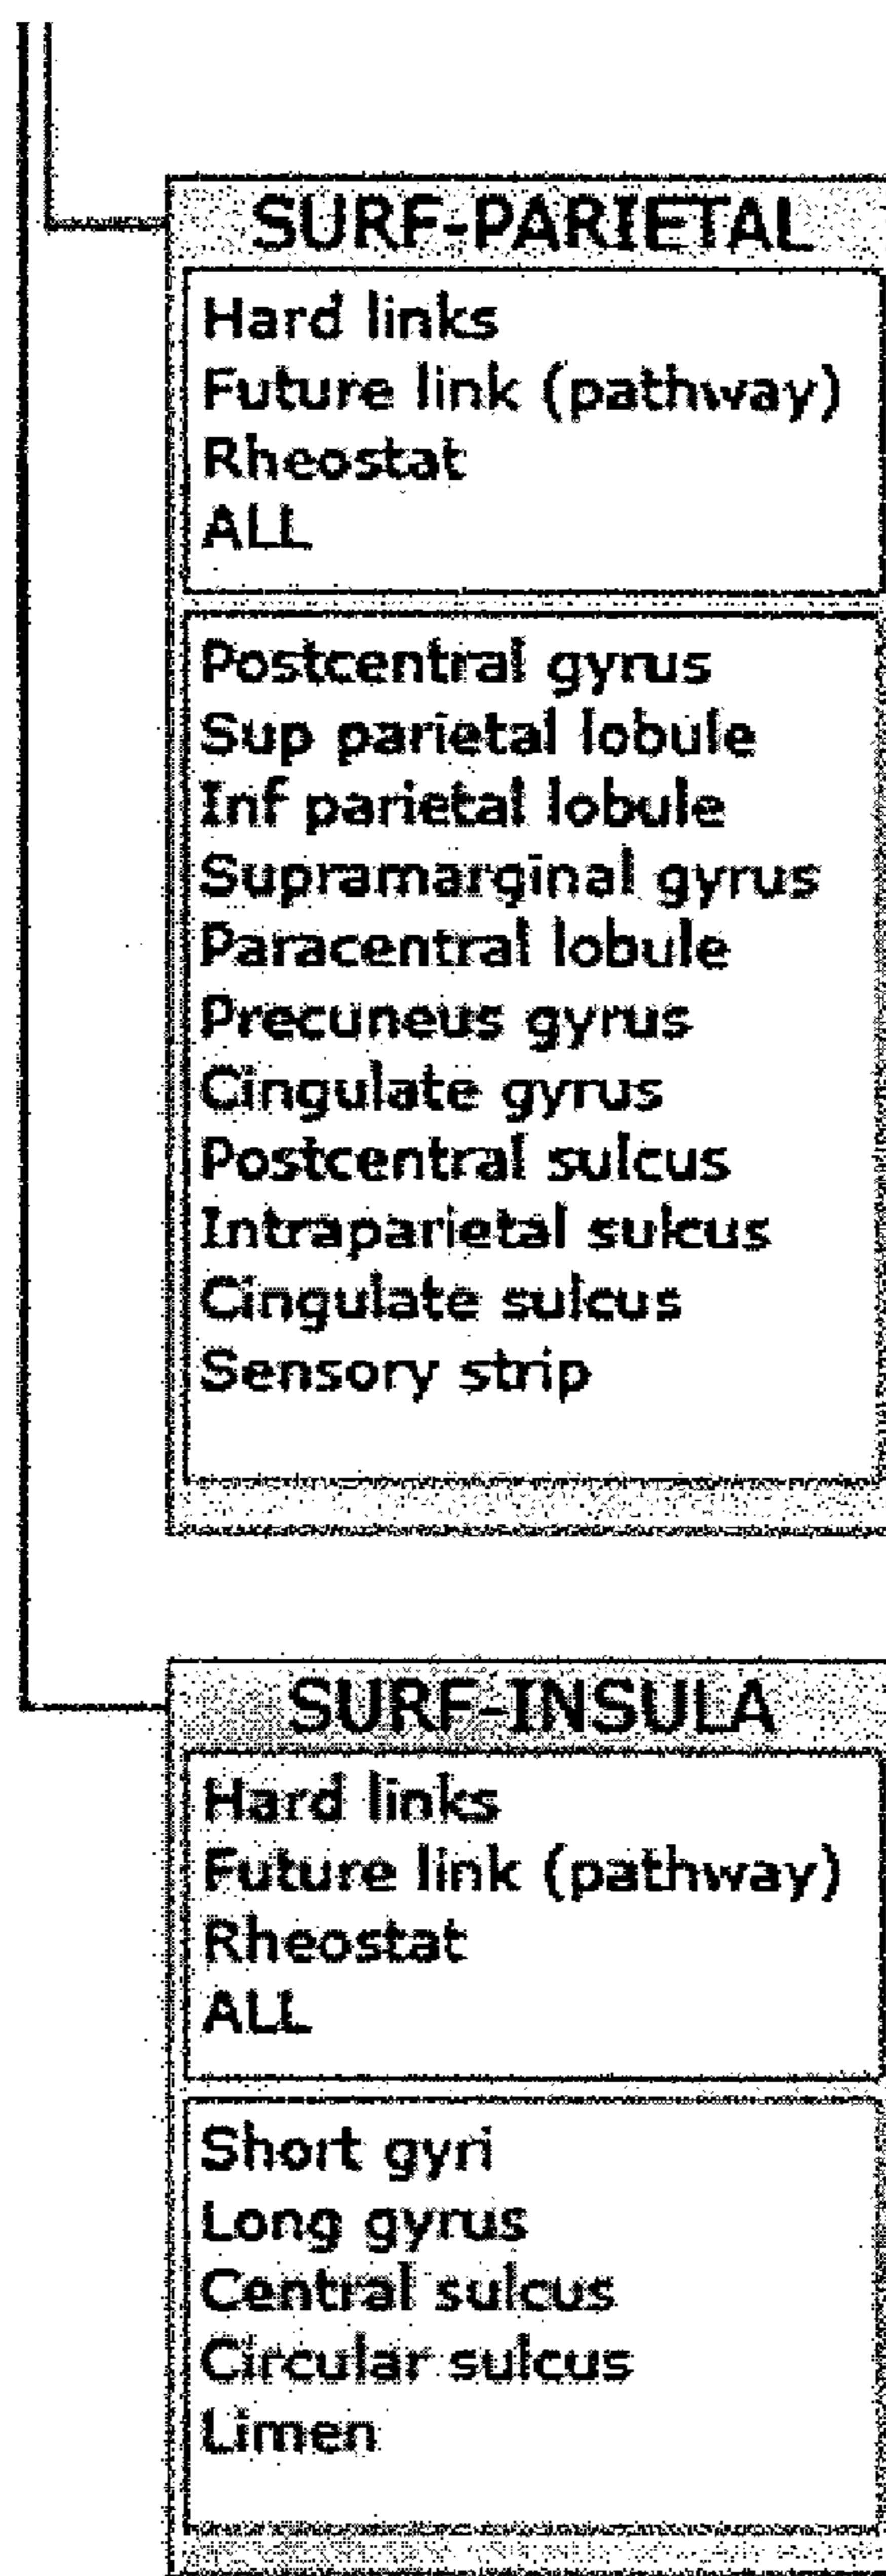 SURF-PARIETAL
Hard links
Future link (pathway)
Rheostat
ALL
Postcentral gyrus
Sup parietal lobule
Inf parietal lobule
Supramarginal gyrus
Paracentral lobule
Precuneus gyrus
Cingulate gyrus
Postcentral sulcus
Intraparietal sulcus
Cingulate sulcus
Sensory strip
SURF-INSULA
Hard links
Future link (pathway)
Rheostat
ALL
Short gyri
Long gyrus
Central sulcus
Circular sulcus
Limen